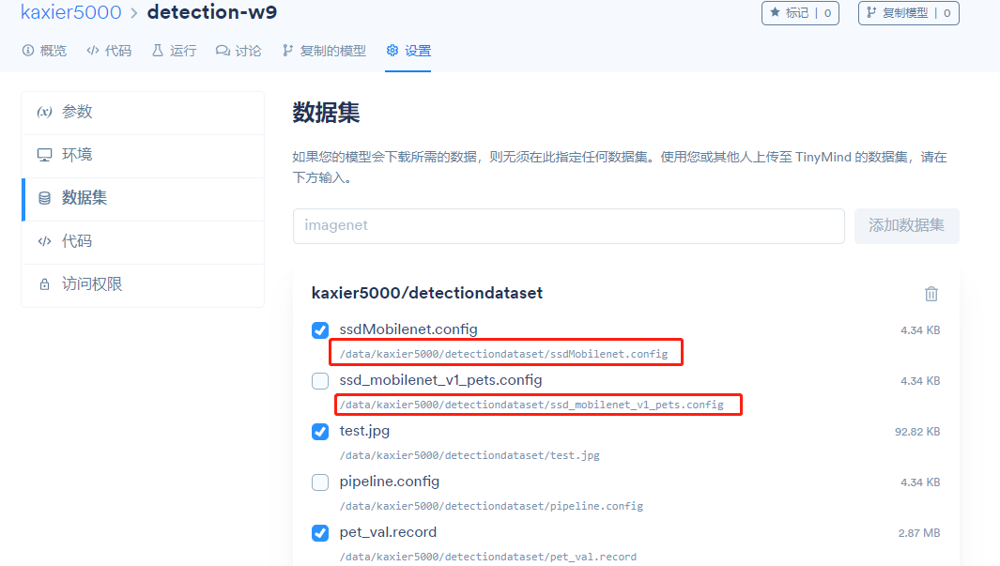 kaxier5000 > detection-w9
标记 | 0
复制模型 | 0
概览
代码
运行
讨论
复制的模型
设置
(x) 参数
环境
数据集
代码
访问权限
数据集
如果您的模型会下载所需的数据，则无须在此指定任何数据集。使用您或其他人上传至 TinyMind 的数据集，请在
下方输入。
imagenet
添加数据集
kaxier5000/detectiondataset
ssdMobilenet.config
4.34 KB
/data/kaxier5000/detectiondataset/ssdMobilenet.config
ssd_mobilenet_v1_pets.config
4.34 KB
/data/kaxier5000/detectiondataset/ssd_mobilenet_v1_pets.config
test.jpg
92.82 KB
/data/kaxier5000/detectiondataset/test.jpg
pipeline.config
4.34 KB
/data/kaxier5000/detectiondataset/pipeline.config
pet_val.record
2.87 MB
/data/kaxier5000/detectiondataset/pet_val.record